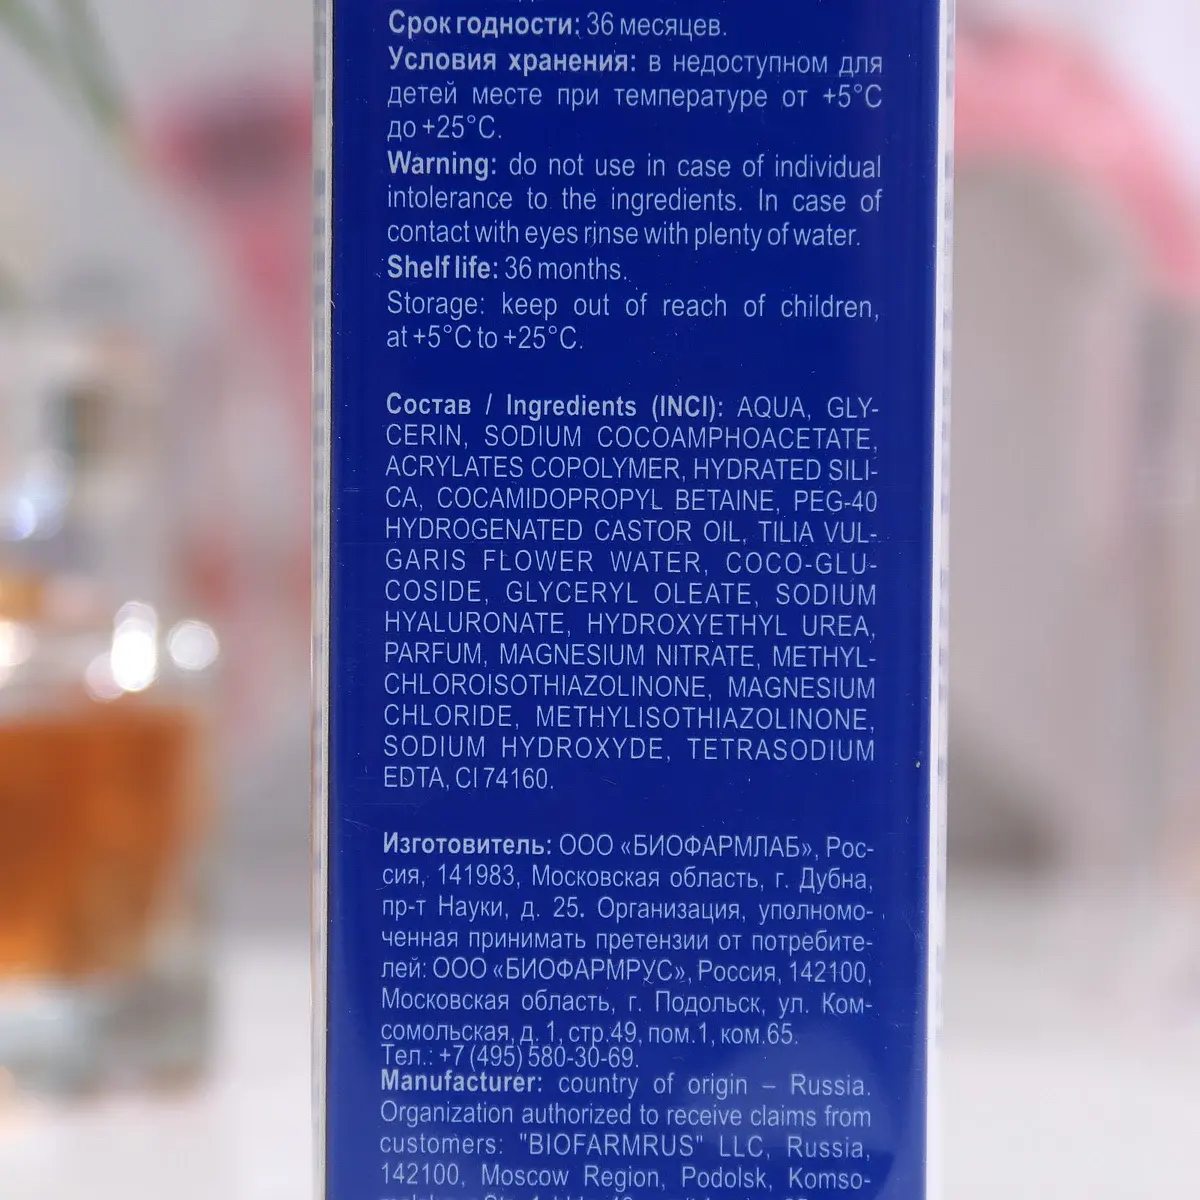 Срок годности: 36 месяцев.
Условия хранения: в недоступном для
детей месте при температуре от +5°C
до +25°C.
Warning: do not use in case of individual
intolerance to the ingredients. In case of
contact with eyes rinse with plenty of water.
Shelf life: 36 months.
Storage: keep out of reach of children,
at +5°C to +25°C.
Состав / Ingredients (INCI): AQUA, GLY-
CERIN, SODIUM COCOAMPHOACETATE,
ACRYLATES COPOLYMER, HYDRATED SILI-
CA, COCAMIDOPROPYL BETAINE, PEG-40
HYDROGENATED CASTOR OIL, TILIA VUL-
GARIS FLOWER WATER, COCO-GLU-
COSIDE, GLYCERYL OLEATE, SODIUM
HYALURONATE, HYDROXYETHYL UREA,
PARFUM, MAGNESIUM NITRATE, METHYL-
CHLOROISOTHIAZOLINONE, MAGNESIUM
CHLORIDE, METHYLISOTHIAZOLINONE,
SODIUM HYDROXYDE, TETRASODIUM
EDTA, CI 74160.
Изготовитель: ООО «БИОФАРМЛАБ», Рос-
сия, 141983, Московская область, г. Дубна,
пр-т Науки, д. 25. Организация, уполномо-
ченная принимать претензии от потребите-
лей: ООО «БИОФАРМРУС», Россия, 142100,
Московская область, г. Подольск, ул. Ком-
сомольская, д. 1, стр.49, пом.1, ком.65.
Тел.: +7 (495) 580-30-69.
Manufacturer: country of origin – Russia.
Organization authorized to receive claims from
customers: "BIOFARMRUS" LLC, Russia,
142100, Moscow Region, Podolsk, Komso-